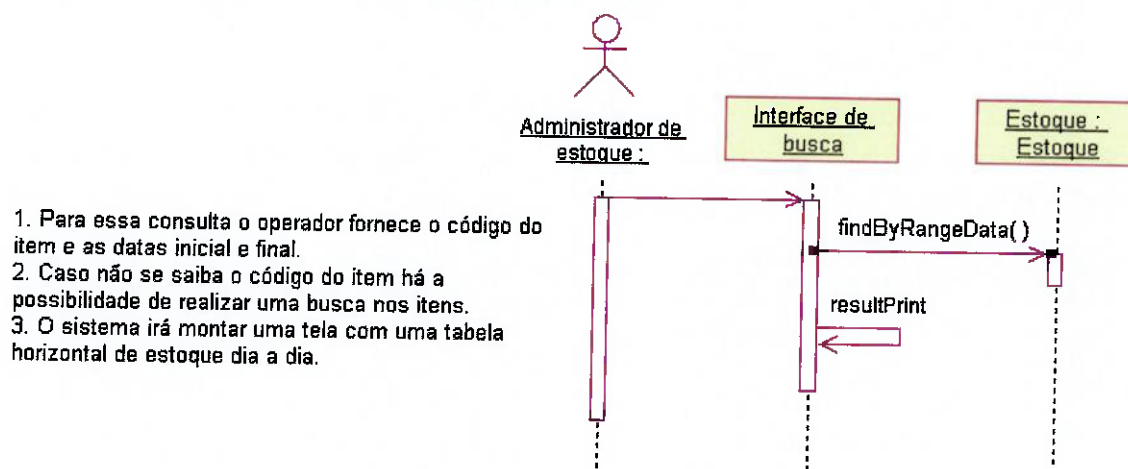 Administrador de
estoque :
Interface de
busca
Estoque :
Estoque
1. Para essa consulta o operador fornece o código do
item e as datas inicial e final.
2. Caso não se saiba o código do item há a
possibilidade de realizar uma busca nos itens.
3. O sistema irá montar uma tela com uma tabela
horizontal de estoque dia a dia.
findByRangeData( )
resultPrint